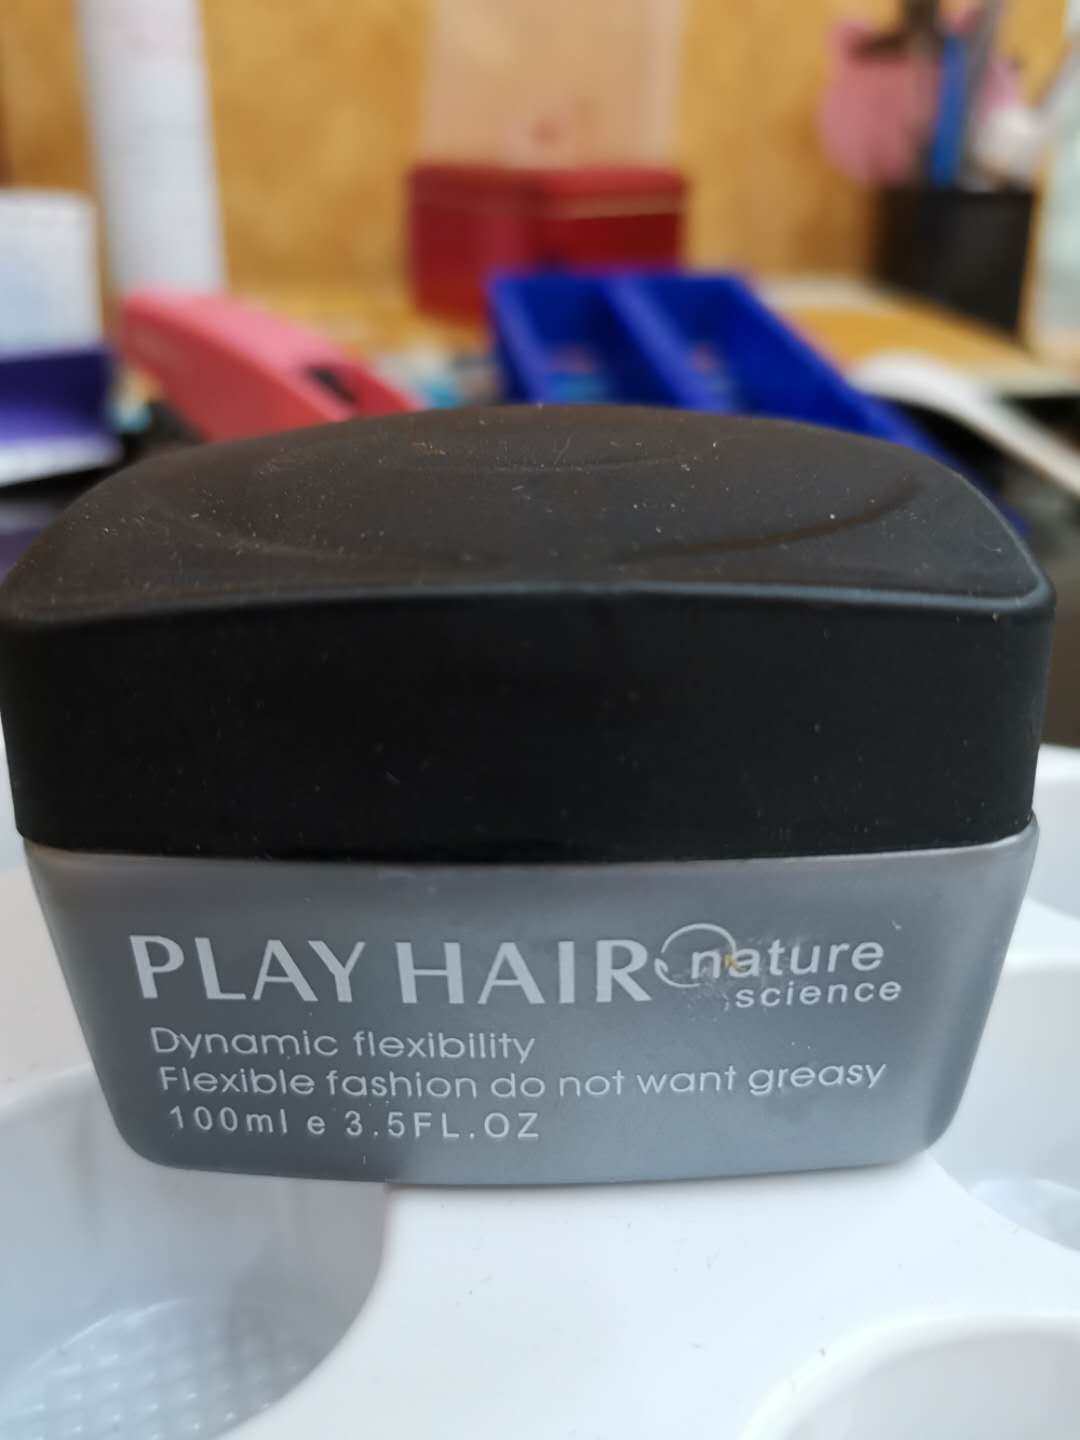 PLAY HAIR nature
science
Dynamic flexibility
Flexible fashion do not want greasy
100ml e 3.5FL.OZ